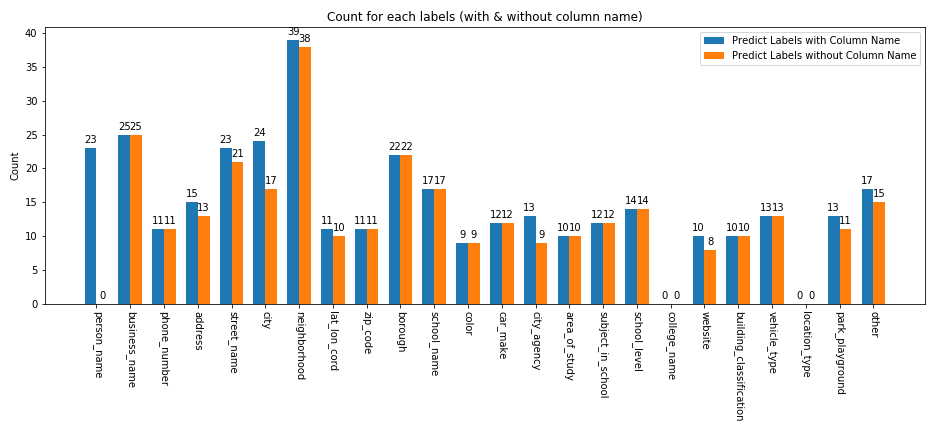 Count for each labels (with & without column name)
Predict Labels with Column Name
Predict Labels without Column Name
Count
40
35
30
25
20
15
10
5
0
23 0
25 25
11 11
15 13
23 21
24 17
39 38
11 10
11 11
22 22
17 17
9 9
12 12
13 9
10 10
12 12
14 14
0 0
10 8
10 10
13 13
0 0
13 11
17 15
person_name
business_name
phone_number
address
street_name
city
neighborhood
lat_lon_cord
zip_code
borough
school_name
color
car_make
city_agency
area_of_study
subject_in_school
school_level
college_name
website
building_classification
vehicle_type
location_type
park_playground
other